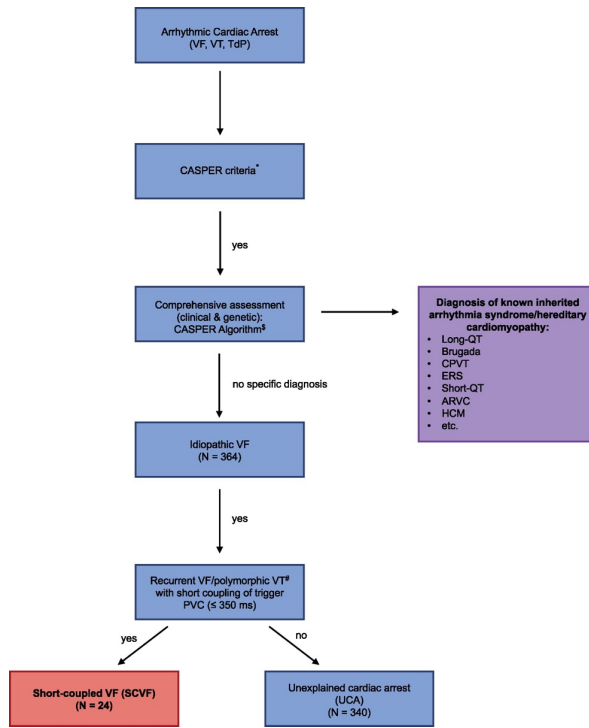 Arrhythmic Cardiac Arrest
(VF, VT, TdP)
CASPER criteria*
yes
Comprehensive assessment
(clinical & genetic):
CASPER Algorithm$
Diagnosis of known inherited
arrhythmia syndrome/hereditary
cardiomyopathy:
• Long-QT
• Brugada
• CPVT
• ERS
• Short-QT
• ARVC
• HCM
• etc.
no specific diagnosis
Idiopathic VF
(N = 364)
yes
Recurrent VF/polymorphic VT#
with short coupling of trigger
PVC (≤ 350 ms)
yes
no
Short-coupled VF (SCVF)
(N = 24)
Unexplained cardiac arrest
(UCA)
(N = 340)